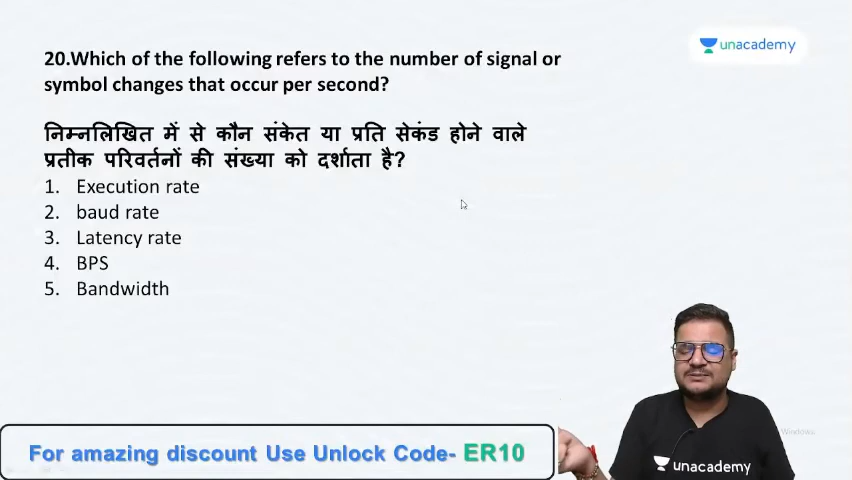 20.Which of the following refers to the number of signal or
symbol changes that occur per second?
unacademy
निम्नलिखित में से कौन संकेत या प्रति सेकंड होने वाले
प्रतीक परिवर्तनों की संख्या को दर्शाता है?
1. Execution rate
2. baud rate
3. Latency rate
4. BPS
5. Bandwidth
Windows
For amazing discount Use Unlock Code- ER10
unacademy